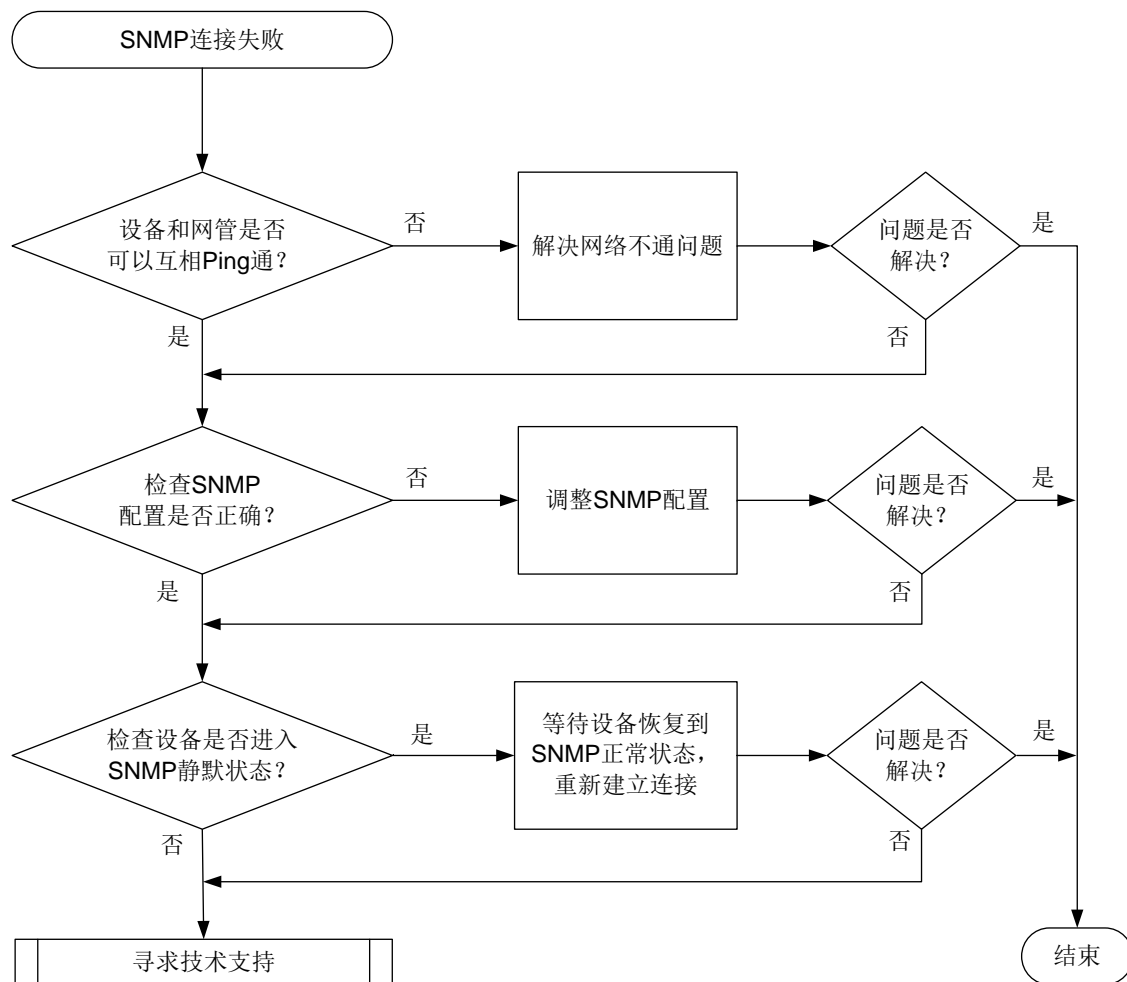 SNMP连接失败
设备和网管是否
可以互相Ping通？
否
解决网络不通问题
问题是否
解决？
是
是
否
检查SNMP
配置是否正确？
否
调整SNMP配置
问题是否
解决？
是
是
否
检查设备是否进入
SNMP静默状态？
是
等待设备恢复到
SNMP正常状态，
重新建立连接
问题是否
解决？
是
否
否
寻求技术支持
结束